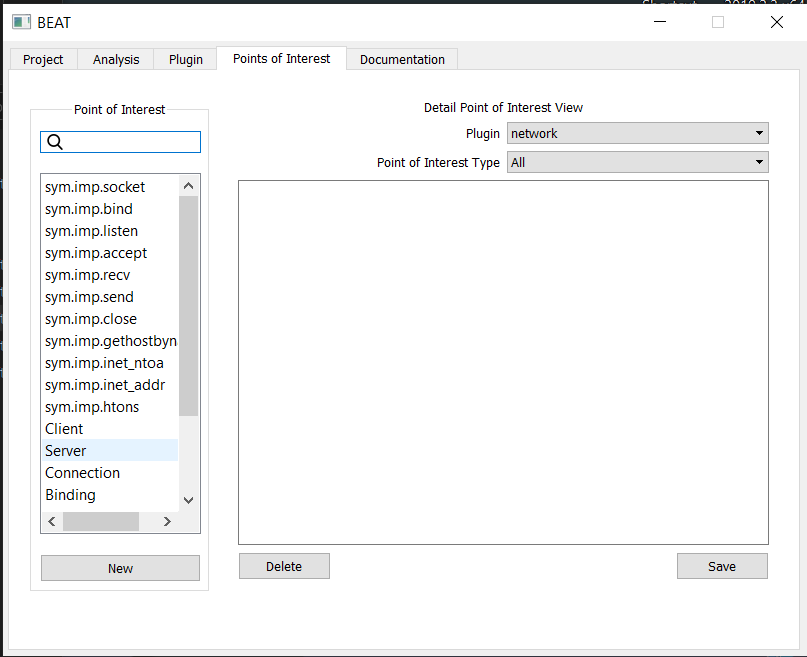 BEAT
Project Analysis Plugin Points of Interest Documentation
Point of Interest
Detail Point of Interest View
Plugin network
Point of Interest Type All
sym.imp.socket
sym.imp.bind
sym.imp.listen
sym.imp.accept
sym.imp.recv
sym.imp.send
sym.imp.close
sym.imp.gethostbyn
sym.imp.inet_ntoa
sym.imp.inet_addr
sym.imp.htons
Client
Server
Connection
Binding
New
Delete
Save